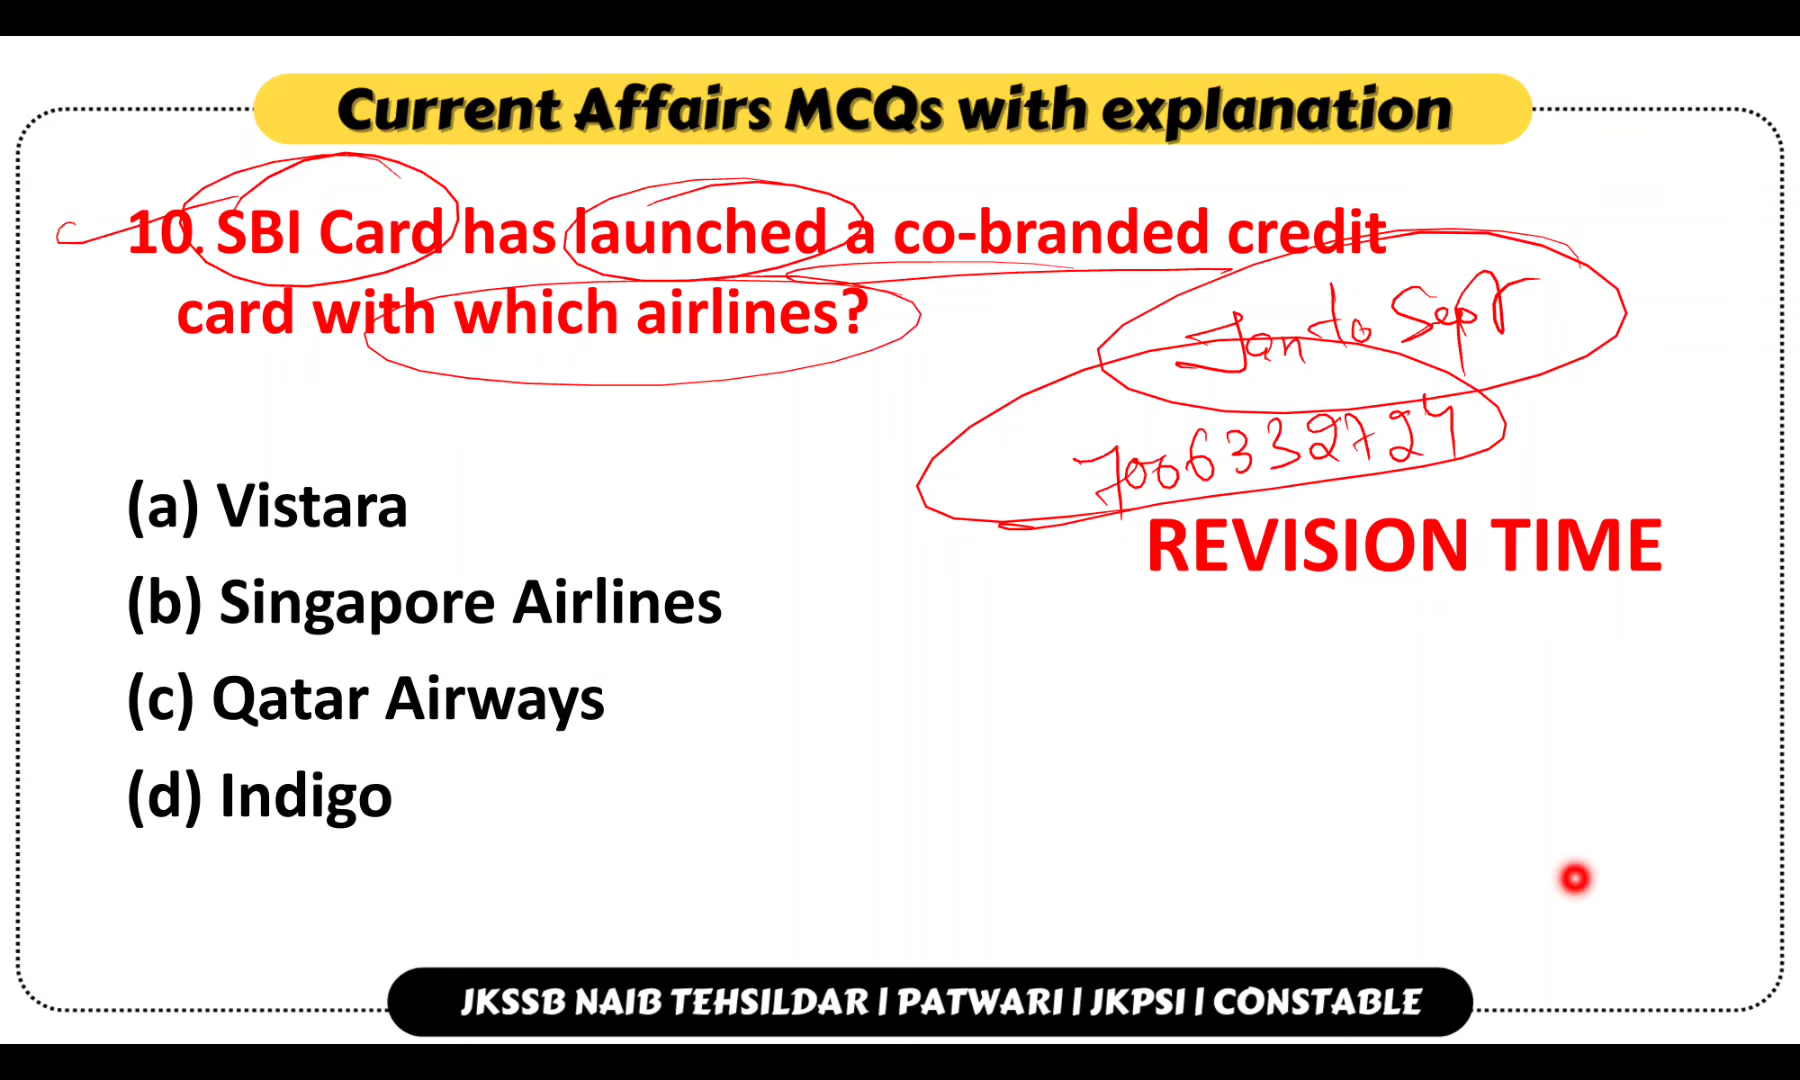 Current Affairs MCQs with explanation
10. SBI Card has launched a co-branded credit
card with which airlines?
Jan to Sept
7006332724
(a) Vistara
REVISION TIME
(b) Singapore Airlines
(c) Qatar Airways
(d) Indigo
JKSSB NAIB TEHSILDAR | PATWARI | JKPSI | CONSTABLE